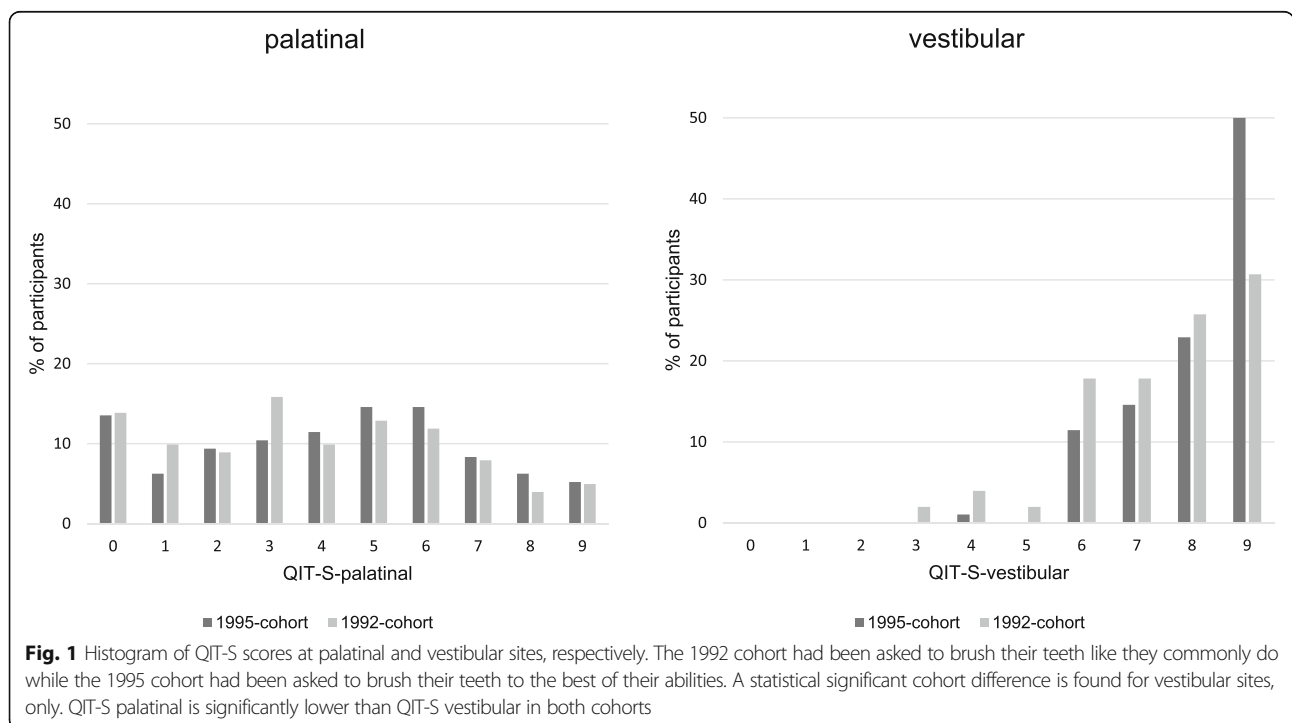 palatinal
50
40
30
20
10
0
% of participants
0 1 2 3 4 5 6 7 8 9
QIT-S-palatinal
1995-cohort 1992-cohort
vestibular
50
40
30
20
10
0
% of participants
0 1 2 3 4 5 6 7 8 9
QIT-S-vestibular
1995-cohort 1992-cohort
Fig. 1 Histogram of QIT-S scores at palatinal and vestibular sites, respectively. The 1992 cohort had been asked to brush their teeth like they commonly do
while the 1995 cohort had been asked to brush their teeth to the best of their abilities. A statistical significant cohort difference is found for vestibular sites,
only. QIT-S palatinal is significantly lower than QIT-S vestibular in both cohorts